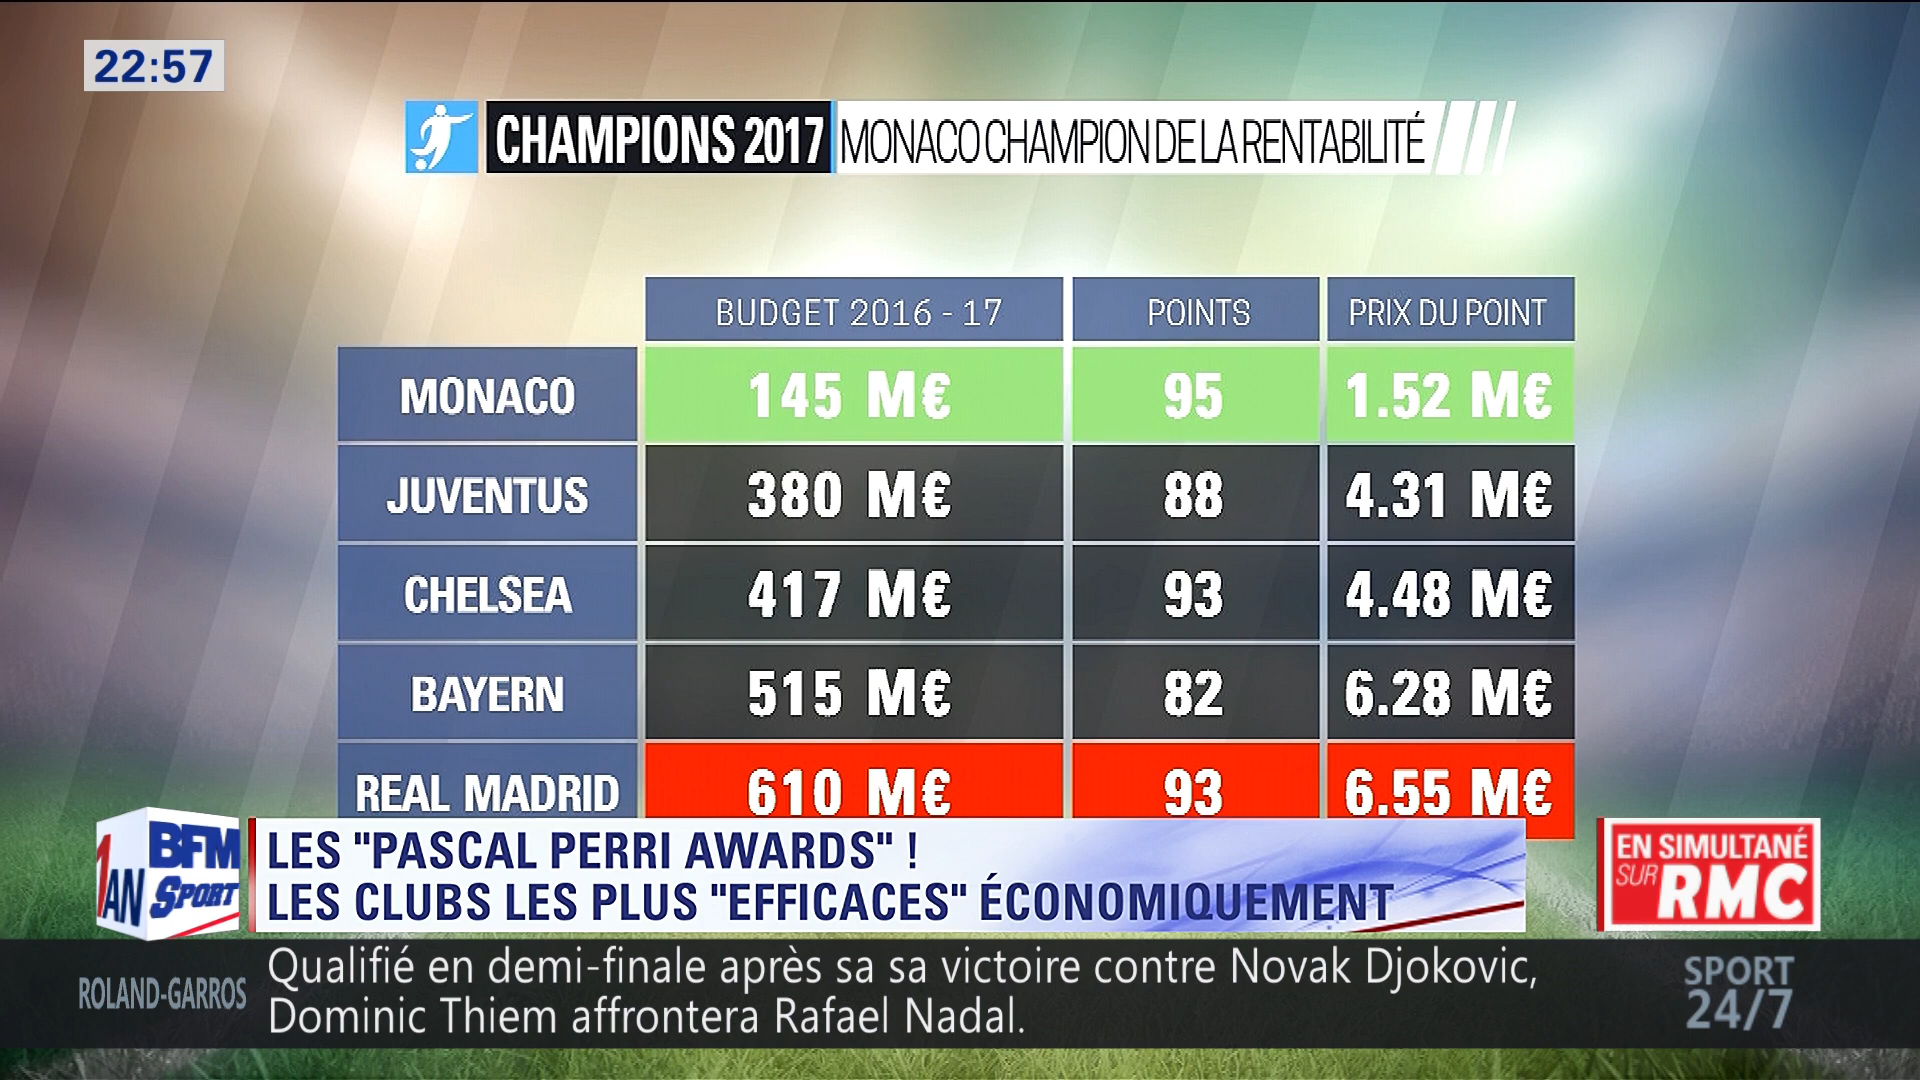 22:57
CHAMPIONS 2017 MONACO CHAMPION DE LA RENTABILITÉ
BUDGET 2016 - 17 POINTS PRIX DU POINT
MONACO 145 M€ 95 1.52 M€
JUVENTUS 380 M€ 88 4.31 M€
CHELSEA 417 M€ 93 4.48 M€
BAYERN 515 M€ 82 6.28 M€
REAL MADRID 610 M€ 93 6.55 M€
1 AN BFM SPORT
LES "PASCAL PERRI AWARDS" !
LES CLUBS LES PLUS "EFFICACES" ÉCONOMIQUEMENT
EN SIMULTANÉ
SUR RMC
ROLAND-GARROS
Qualifié en demi-finale après sa sa victoire contre Novak Djokovic,
Dominic Thiem affrontera Rafael Nadal.
SPORT
24/7